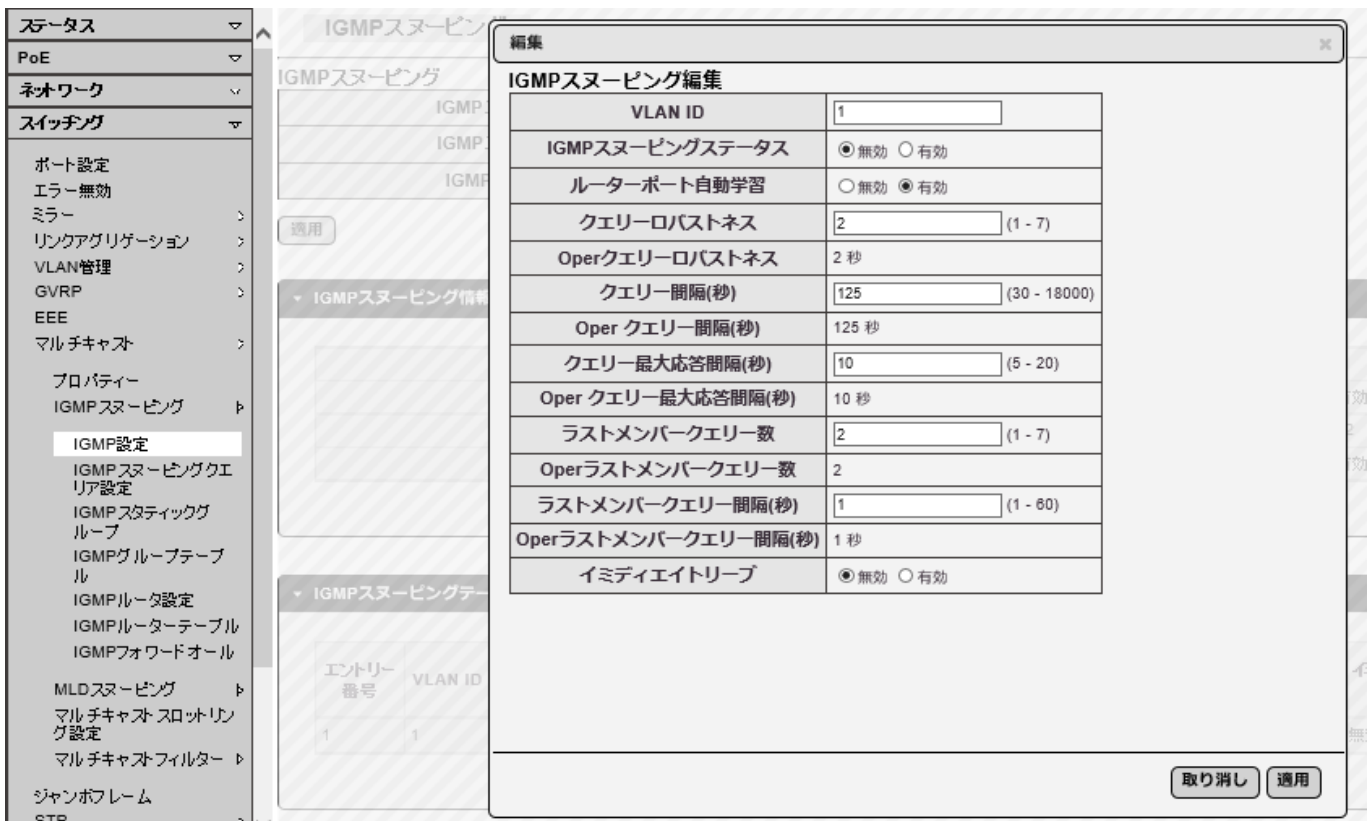 ステータス
PoE
ネットワーク
スイッチング
ポート設定
エラー無効
ミラー
リンクアグリゲーション
VLAN管理
GVRP
EEE
マルチキャスト
プロパティー
IGMPスヌーピング
IGMP設定
IGMPスヌーピングクエ
リア設定
IGMPスタティックグ
ループ
IGMPグループテーブ
ル
IGMPルータ設定
IGMPルーターテーブル
IGMPフォワードオール
MLDスヌーピング
マルチキャストスロットリン
グ設定
マルチキャストフィルター
ジャンボフレーム
STP
IGMPスヌーピン
IGMPスヌーピング
IGMP
IGMP
IGMP
適用
IGMPスヌーピング情報
IGMPスヌーピングテー
エントリー
番号
VLAN ID
1 1
編集
IGMPスヌーピング編集
VLAN ID 1
IGMPスヌーピングステータス 無効 有効
ルーターポート自動学習 無効 有効
クエリーロバストネス 2 (1 - 7)
Operクエリーロバストネス 2 秒
クエリー間隔(秒) 125 (30 - 18000)
Oper クエリー間隔(秒) 125 秒
クエリー最大応答間隔(秒) 10 (5 - 20)
Oper クエリー最大応答間隔(秒) 10 秒
ラストメンバークエリー数 2 (1 - 7)
Operラストメンバークエリー数 2
ラストメンバークエリー間隔(秒) 1 (1 - 60)
Operラストメンバークエリー間隔(秒) 1 秒
イミディエイトリーブ 無効 有効
取り消し 適用